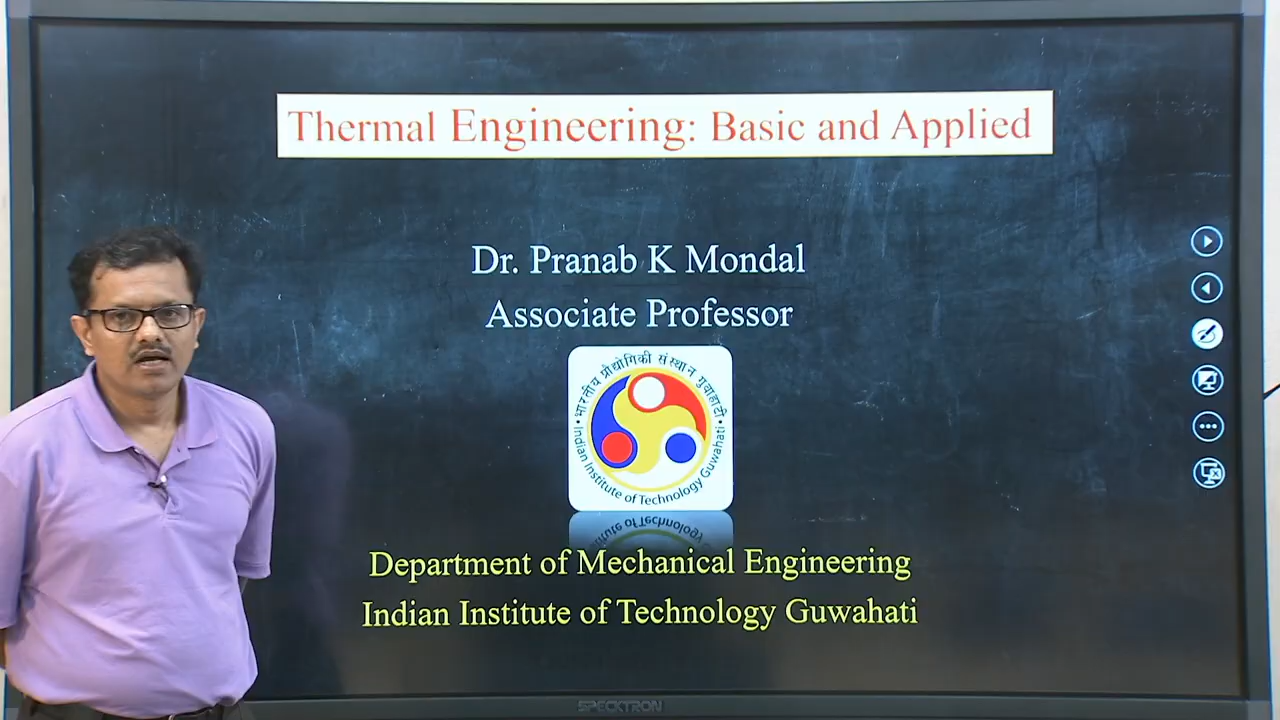 Thermal Engineering: Basic and Applied
Dr. Pranab K Mondal
Associate Professor
भारतीय प्रौद्योगिकी संस्थान गुवाहाटी
Indian Institute of Technology Guwahati
Department of Mechanical Engineering
Indian Institute of Technology Guwahati
SPECKTRON